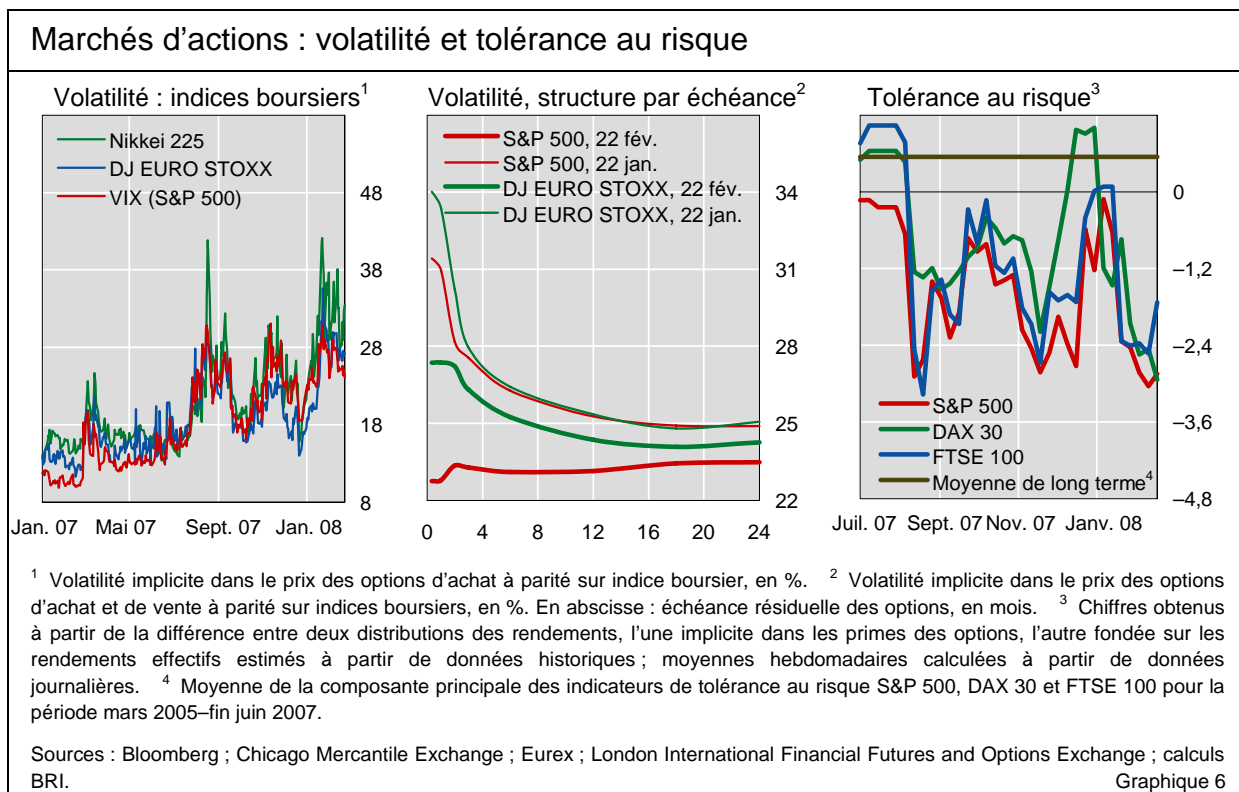 Marchés d'actions : volatilité et tolérance au risque
Volatilité : indices boursiers¹
Nikkei 225
DJ EURO STOXX
VIX (S&P 500)
48
38
28
18
8
Jan. 07 Mai 07 Sept. 07 Jan. 08
Volatilité, structure par échéance²
S&P 500, 22 fév.
S&P 500, 22 jan.
DJ EURO STOXX, 22 fév.
DJ EURO STOXX, 22 jan.
34
31
28
25
22
0 4 8 12 16 20 24
Tolérance au risque³
0
–1,2
–2,4
–3,6
–4,8
S&P 500
DAX 30
FTSE 100
Moyenne de long terme⁴
Juil. 07 Sept. 07 Nov. 07 Janv. 08
¹ Volatilité implicite dans le prix des options d'achat à parité sur indice boursier, en %. ² Volatilité implicite dans le prix des options
d'achat et de vente à parité sur indices boursiers, en %. En abscisse : échéance résiduelle des options, en mois. ³ Chiffres obtenus
à partir de la différence entre deux distributions des rendements, l'une implicite dans les primes des options, l'autre fondée sur les
rendements effectifs estimés à partir de données historiques ; moyennes hebdomadaires calculées à partir de données
journalières. ⁴ Moyenne de la composante principale des indicateurs de tolérance au risque S&P 500, DAX 30 et FTSE 100 pour la
période mars 2005–fin juin 2007.
Sources : Bloomberg ; Chicago Mercantile Exchange ; Eurex ; London International Financial Futures and Options Exchange ; calculs
BRI. Graphique 6